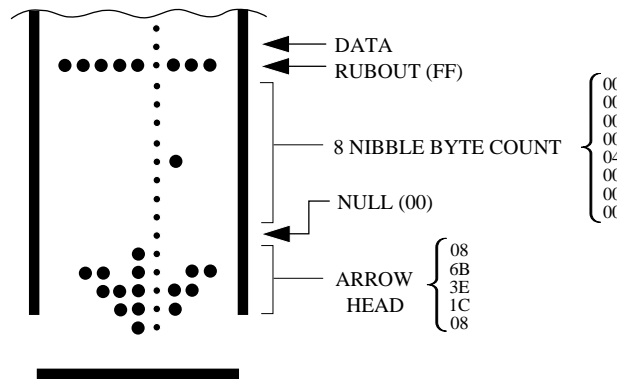 DATA
RUBOUT (FF)
8 NIBBLE BYTE COUNT
00
00
00
00
04
00
00
00
NULL (00)
ARROW
HEAD
08
6B
3E
1C
08